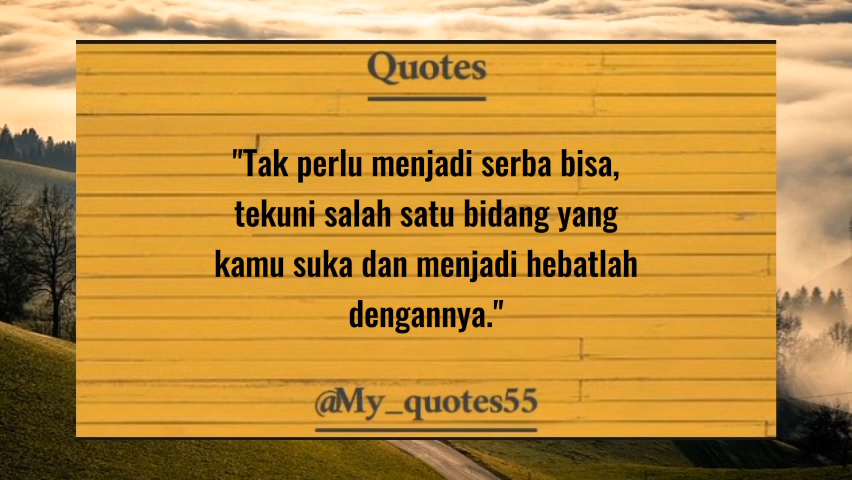 Quotes
"Tak perlu menjadi serba bisa,
tekuni salah satu bidang yang
kamu suka dan menjadi hebatlah
dengannya."
@My_quotes55